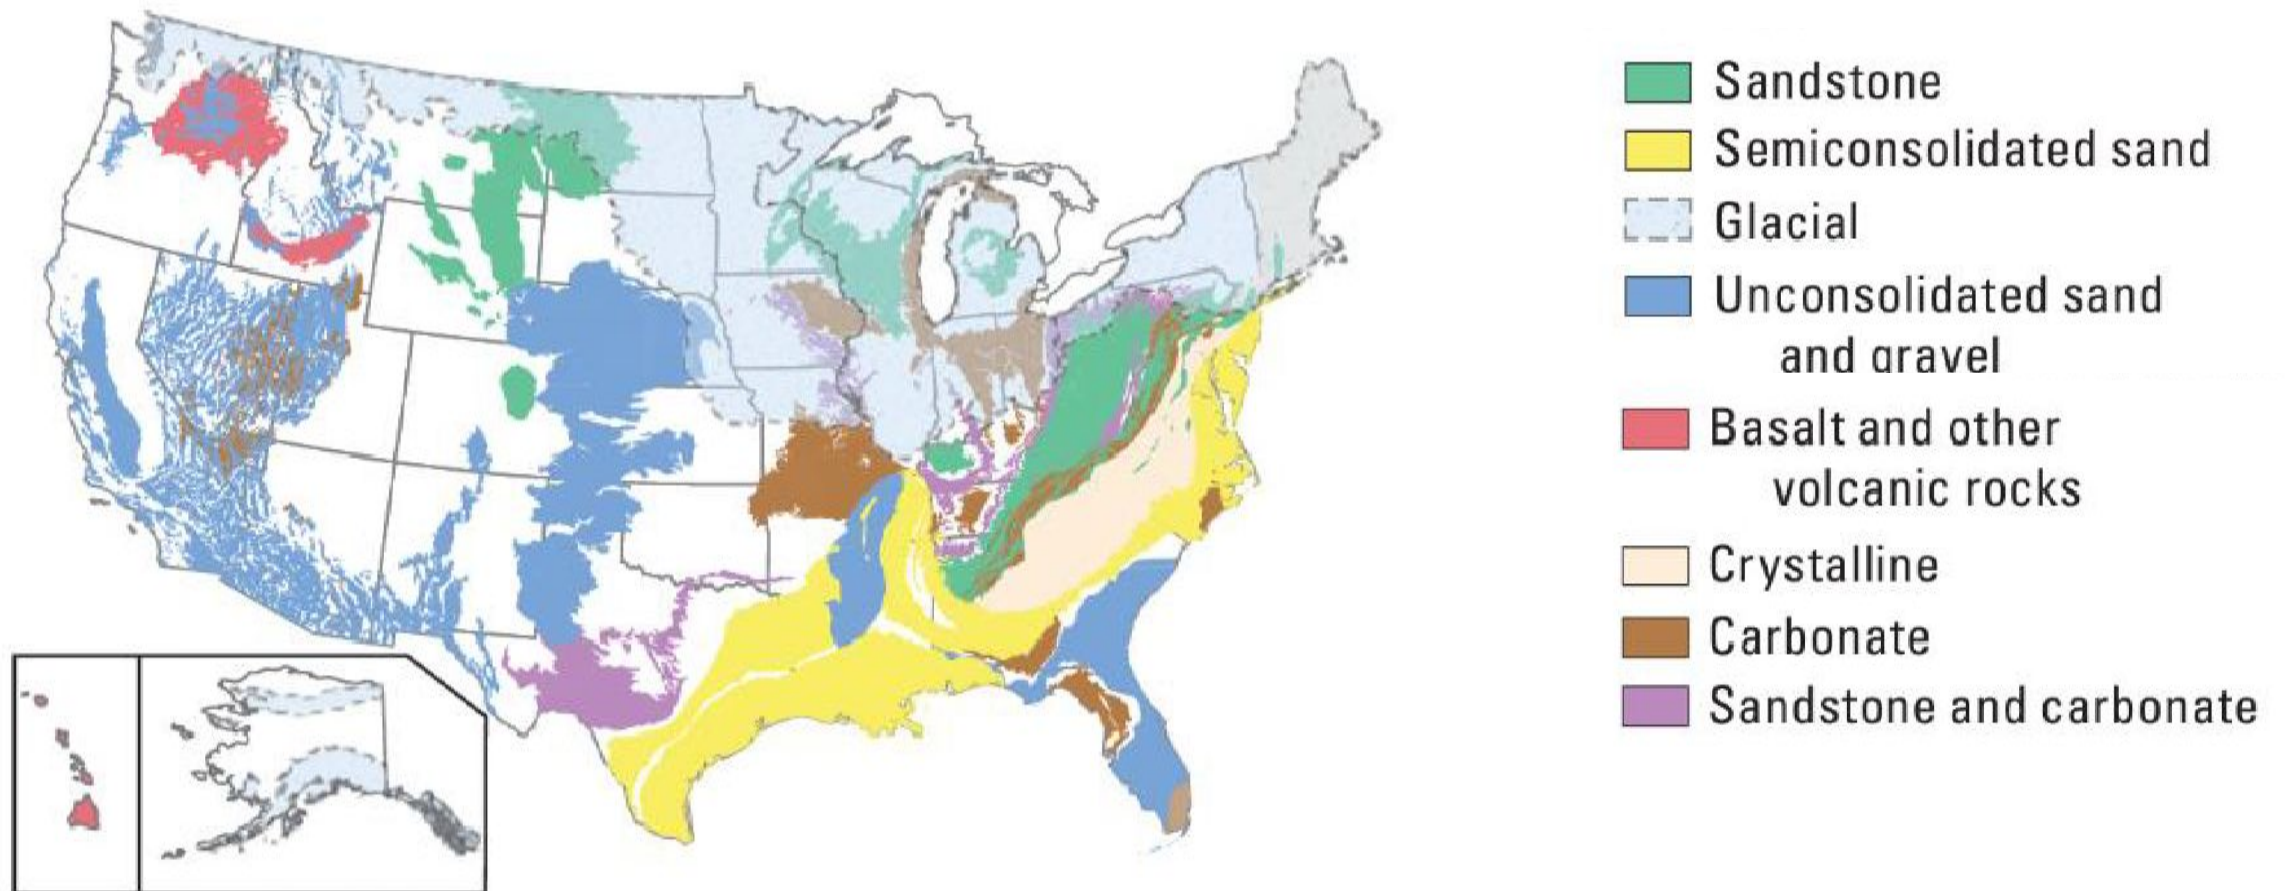 Sandstone
Semiconsolidated sand
Glacial
Unconsolidated sand
and gravel
Basalt and other
volcanic rocks
Crystalline
Carbonate
Sandstone and carbonate